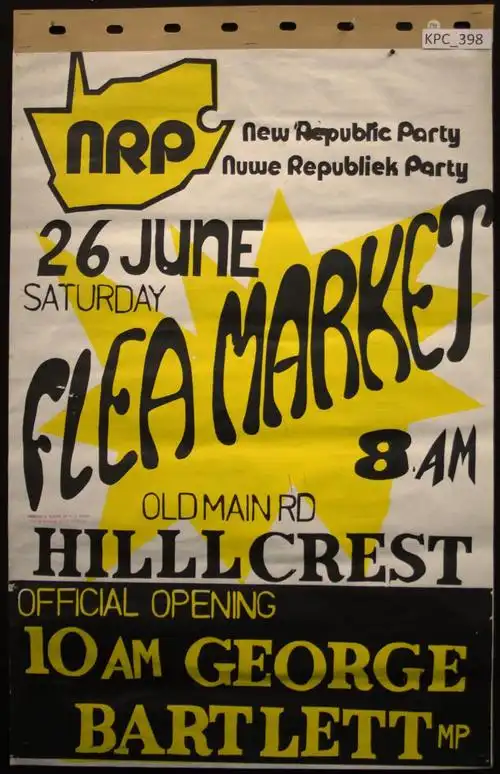 KPC_398
NRP
New Republic Party
Nuwe Republiek Party
26 JUNE
SATURDAY
FLEA MARKET
8 AM
OLD MAIN RD
HILLLCREST
OFFICIAL OPENING
10 AM GEORGE
BARTLETT MP